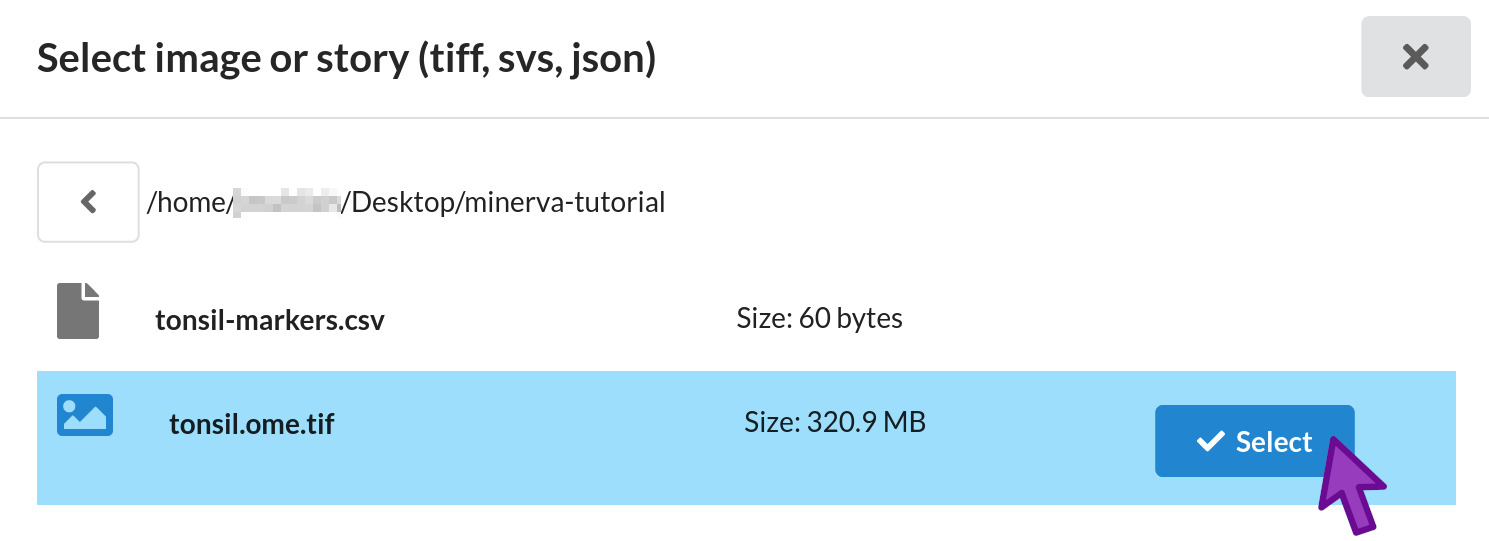 Select image or story (tiff, svs, json)
/home/ /Desktop/minerva-tutorial
tonsil-markers.csv Size: 60 bytes
tonsil.ome.tif Size: 320.9 MB Select